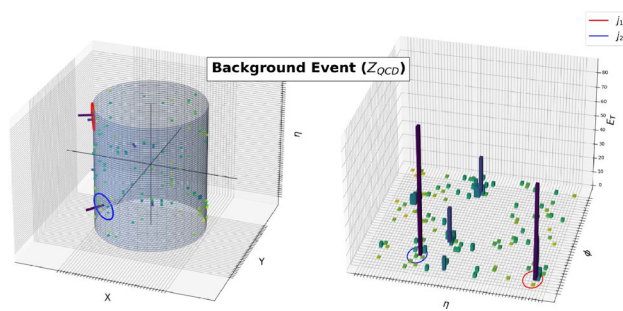 j₁
j₂
Background Event (Z_QCD)
η
Y
X
E_T
80
70
60
50
40
30
20
10
0
ϕ
η